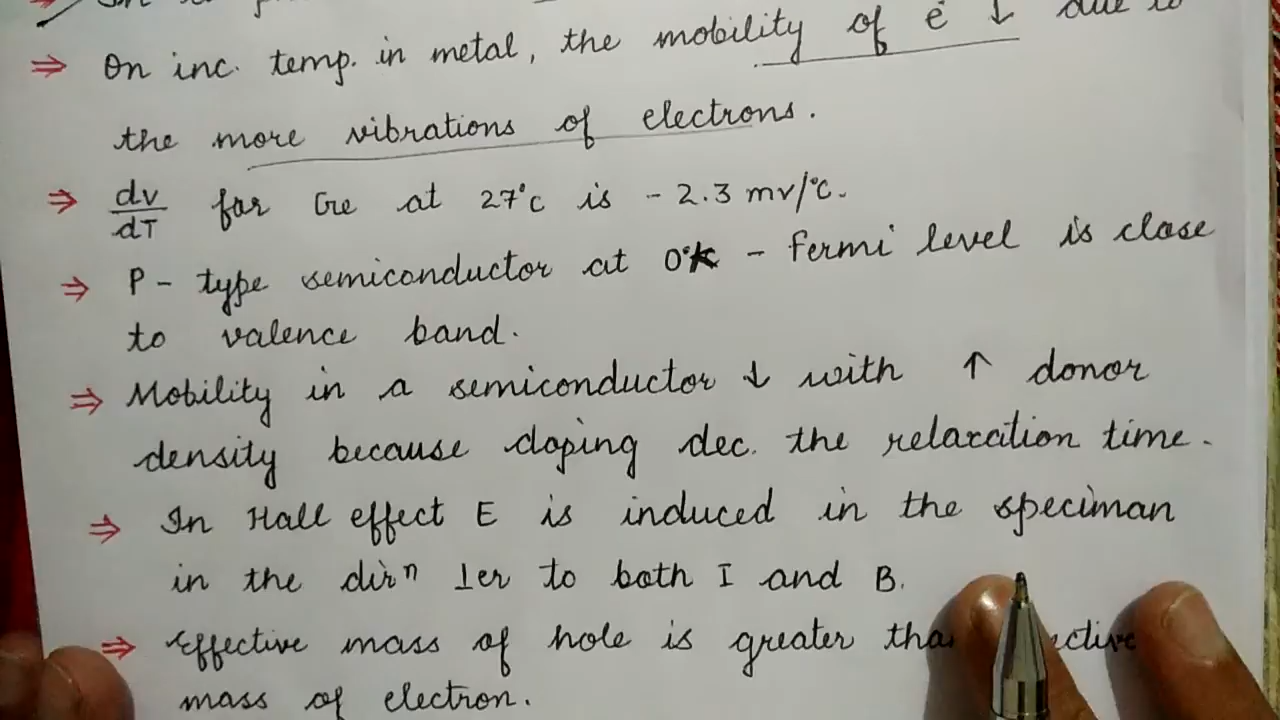 ⇒ On inc. temp. in metal, the mobility of e ↓ due to
the more vibrations of electrons.
⇒ dv/dT for Ge at 27°c is - 2.3 mv/°c.
⇒ P - type semiconductor at 0°k - fermi level is close
to valence band.
⇒ Mobility in a semiconductor ↓ with ↑ donor
density because doping dec. the relaxation time.
⇒ In Hall effect E is induced in the speciman
in the dirⁿ ⊥er to both I and B.
⇒ Effective mass of hole is greater
mass of electron.